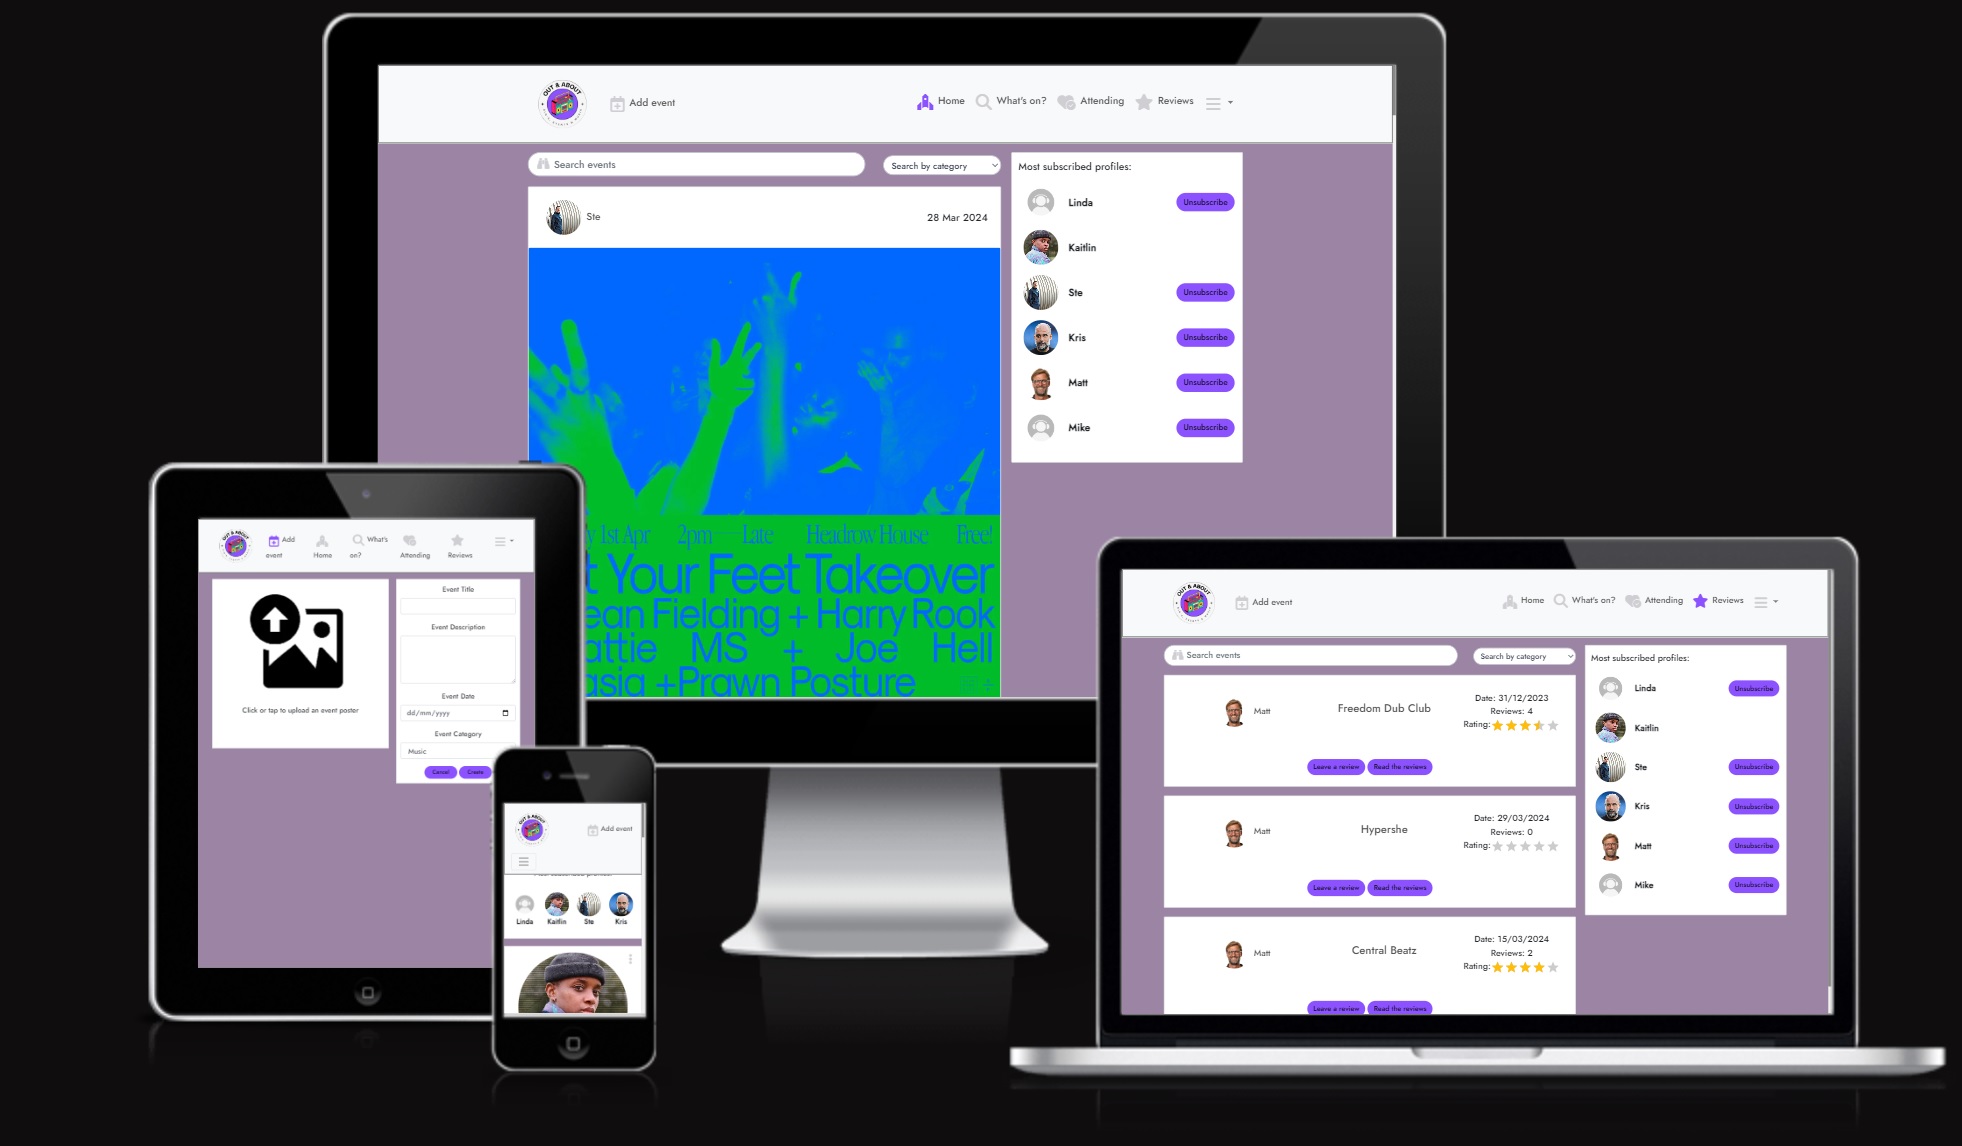 OUT & ABOUT
Add event
Home
What's on?
Attending
Reviews
Search events
Search by category
Ste
28 Mar 2024
1st Apr 2pm Late Headrow House Free!
Your Feet Takeover
Fielding + Harry Rook
MS + Joe Hell
+Prawn Posture
Most subscribed profiles:
Linda Unsubscribe
Kaitlin
Ste Unsubscribe
Kris Unsubscribe
Matt Unsubscribe
Mike Unsubscribe
OUT & ABOUT
Add
event
Home
What's
on?
Attending
Reviews
Click or tap to upload an event poster
Event Title
Event Description
Event Date
dd/mm/yyyy
Event Category
Music
Cancel Create
OUT & ABOUT
Add event
Linda Kaitlin Ste Kris
OUT & ABOUT
Add event
Home
What's on?
Attending
Reviews
Search events
Search by category
Matt
Freedom Dub Club
Date: 31/12/2023
Reviews: 4
Rating:
Leave a review Read the reviews
Matt
Hypershe
Date: 29/03/2024
Reviews: 0
Rating:
Leave a review Read the reviews
Matt
Central Beatz
Date: 15/03/2024
Reviews: 2
Rating:
Leave a review Read the reviews
Most subscribed profiles:
Linda Unsubscribe
Kaitlin
Ste Unsubscribe
Kris Unsubscribe
Matt Unsubscribe
Mike Unsubscribe